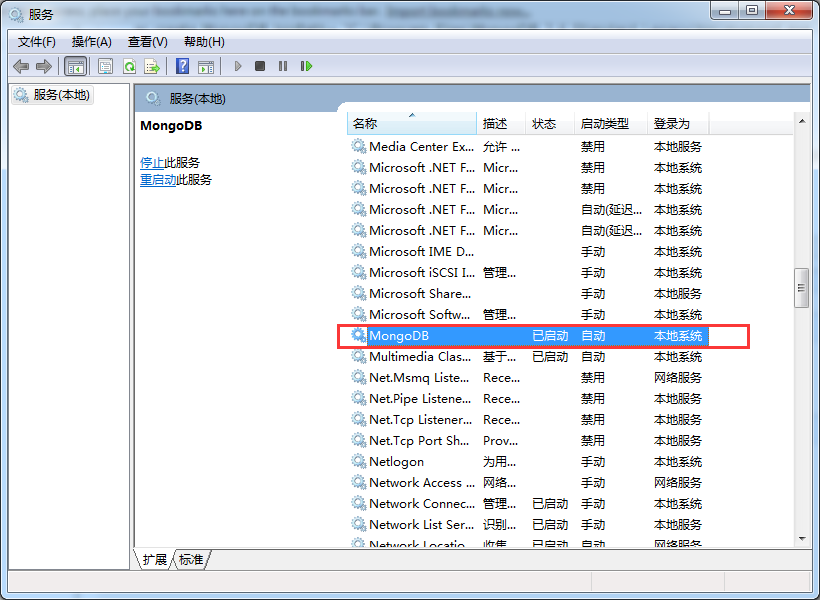 服务
文件(F) 操作(A) 查看(V) 帮助(H)
服务(本地)
服务(本地)
MongoDB
停止此服务
重启动此服务
名称 描述 状态 启动类型 登录为
Media Center Ex... 允许 ... 禁用 本地服务
Microsoft .NET F... Micr... 禁用 本地系统
Microsoft .NET F... Micr... 禁用 本地系统
Microsoft .NET F... Micr... 自动(延迟... 本地系统
Microsoft .NET F... Micr... 自动(延迟... 本地系统
Microsoft IME D... 手动 本地系统
Microsoft iSCSI I... 管理... 手动 本地系统
Microsoft Share... 手动 本地服务
Microsoft Softw... 管理... 手动 本地系统
MongoDB 已启动 自动 本地系统
Multimedia Clas... 基于... 已启动 自动 本地系统
Net.Msmq Liste... Rece... 禁用 网络服务
Net.Pipe Listene... Rece... 禁用 本地服务
Net.Tcp Listener... Rece... 禁用 本地服务
Net.Tcp Port Sh... Prov... 禁用 本地服务
Netlogon 为用... 手动 本地系统
Network Access ... 网络... 手动 网络服务
Network Connec... 管理... 已启动 手动 本地系统
Network List Ser... 识别... 已启动 手动 本地服务
Network Locatio... 收集... 已启动 自动 网络服务
扩展 标准